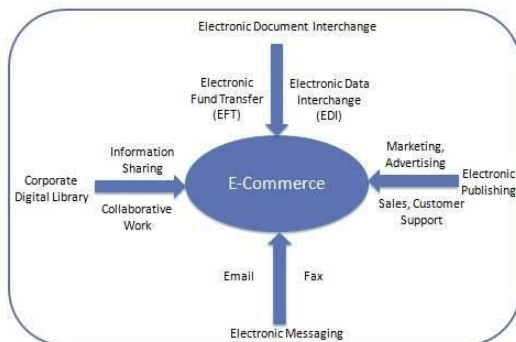 Electronic Document Interchange
Electronic
Fund Transfer
(EFT)
Electronic Data
Interchange
(EDI)
Information
Sharing
Marketing,
Advertising
Corporate
Digital Library
E-Commerce
Electronic
Publishing
Collaborative
Work
Sales, Customer
Support
Email
Fax
Electronic Messaging